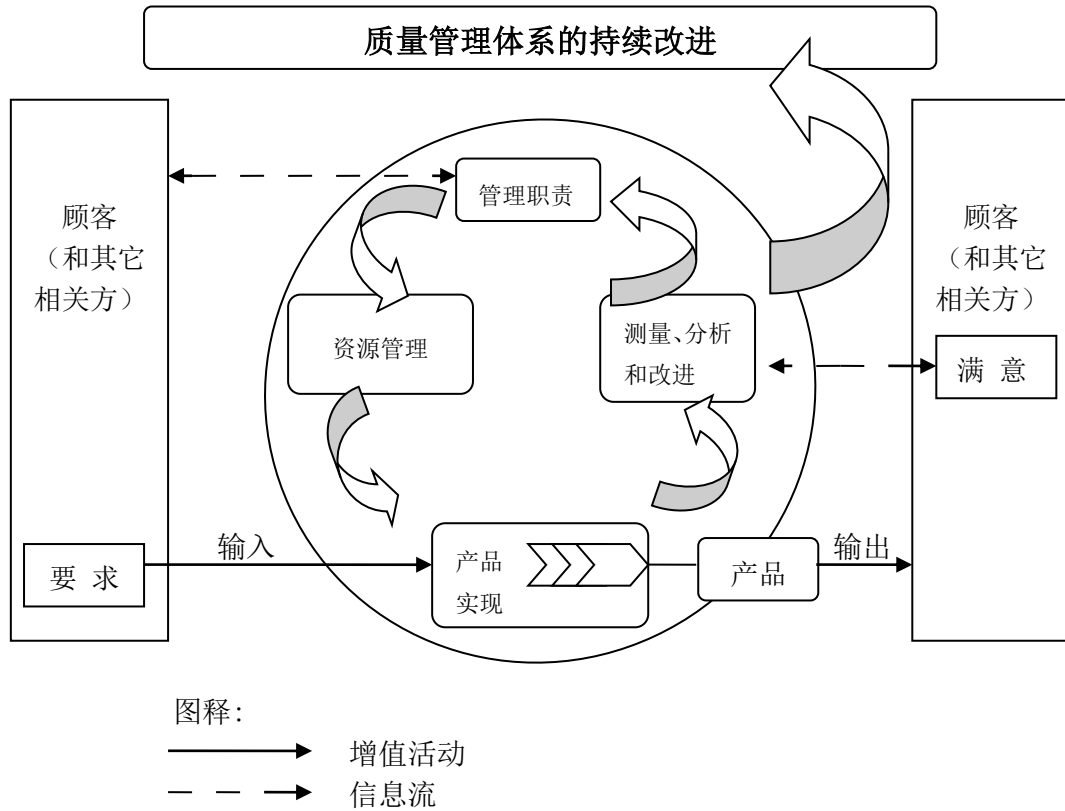 质量管理体系的持续改进
顾客
（和其它
相关方）
要 求
输入
管理职责
资源管理
测量、分析
和改进
产品
实现
产品
输出
顾客
（和其它
相关方）
满 意
图释:
增值活动
信息流